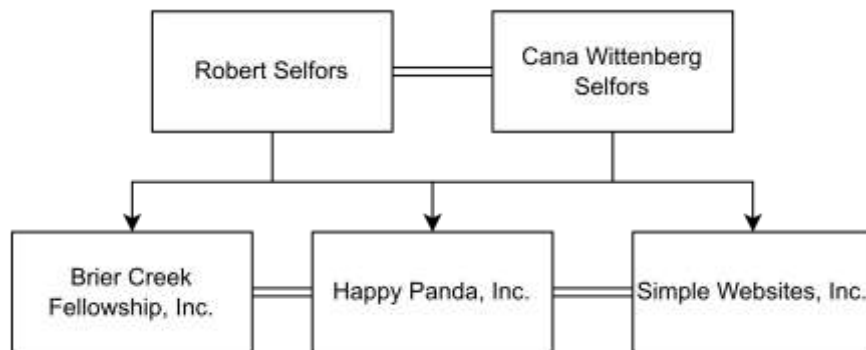 Robert Selfors
Cana Wittenberg
Selfors
Brier Creek
Fellowship, Inc.
Happy Panda, Inc.
Simple Websites, Inc.